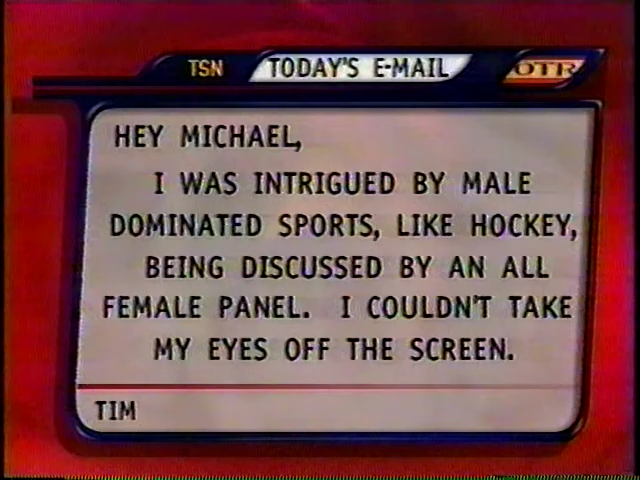 TSN TODAY'S E-MAIL OTR
HEY MICHAEL,
I WAS INTRIGUED BY MALE
DOMINATED SPORTS, LIKE HOCKEY,
BEING DISCUSSED BY AN ALL
FEMALE PANEL. I COULDN'T TAKE
MY EYES OFF THE SCREEN.
TIM